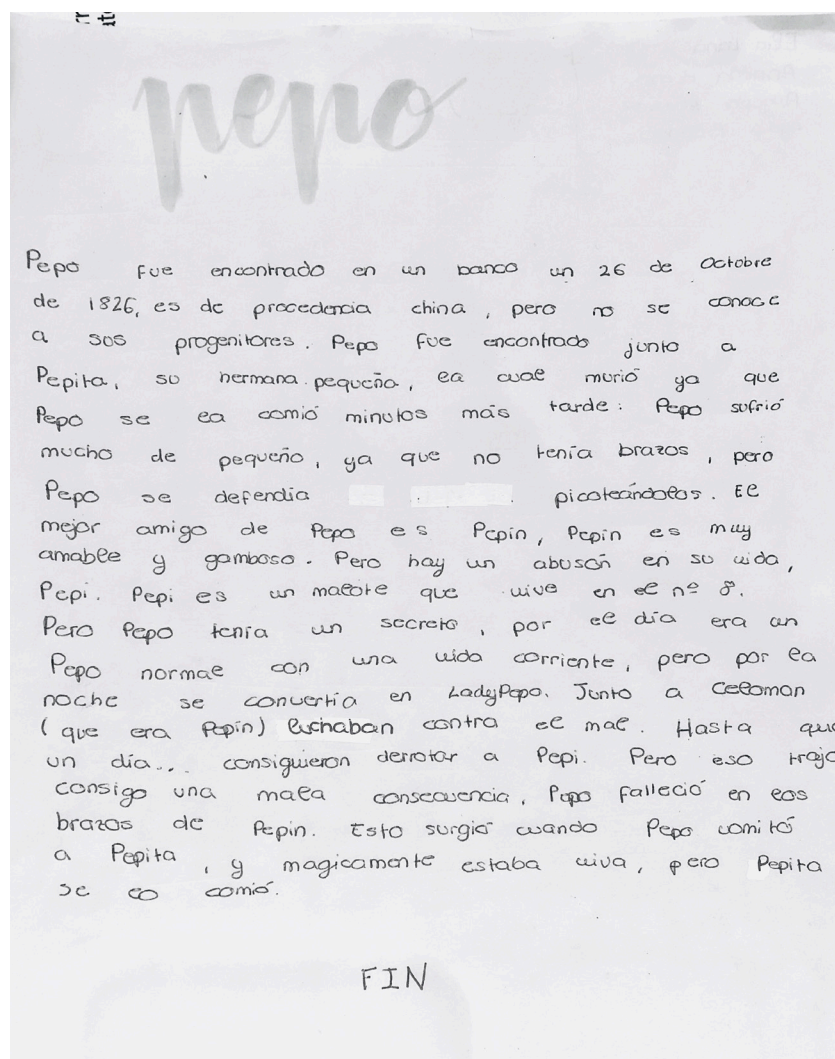 pepo
Pepo fue encontrado en un banco un 26 de Octubre
de 1826, es de procedencia china, pero no se conoce
a sus progenitores. Pepo fue encontrado junto a
Pepita, su hermana pequeña, la cual murió ya que
Pepo se la comió minutos más tarde: Pepo sufrió
mucho de pequeño, ya que no tenía brazos, pero
Pepo se defendia picoteándolos. El
mejor amigo de Pepo es Pepin, Pepin es muy
amable y gamboso. Pero hay un abusón en su vida,
Pepi. Pepi es un malote que vive en el nº 8.
Pero Pepo tenía un secreto, por el día era un
Pepo normal con una vida corriente, pero por la
noche se convertía en LadyPepo. Junto a Celoman
(que era Pepin) luchaban contra el mal. Hasta que
un día... consiguieron derrotar a Pepi. Pero eso trajo
consigo una mala consecuencia, Pepo falleció en los
brazos de Pepin. Esto surgió cuando Pepo vomitó
a Pepita, y magicamente estaba viva, pero Pepita
se lo comió.
FIN